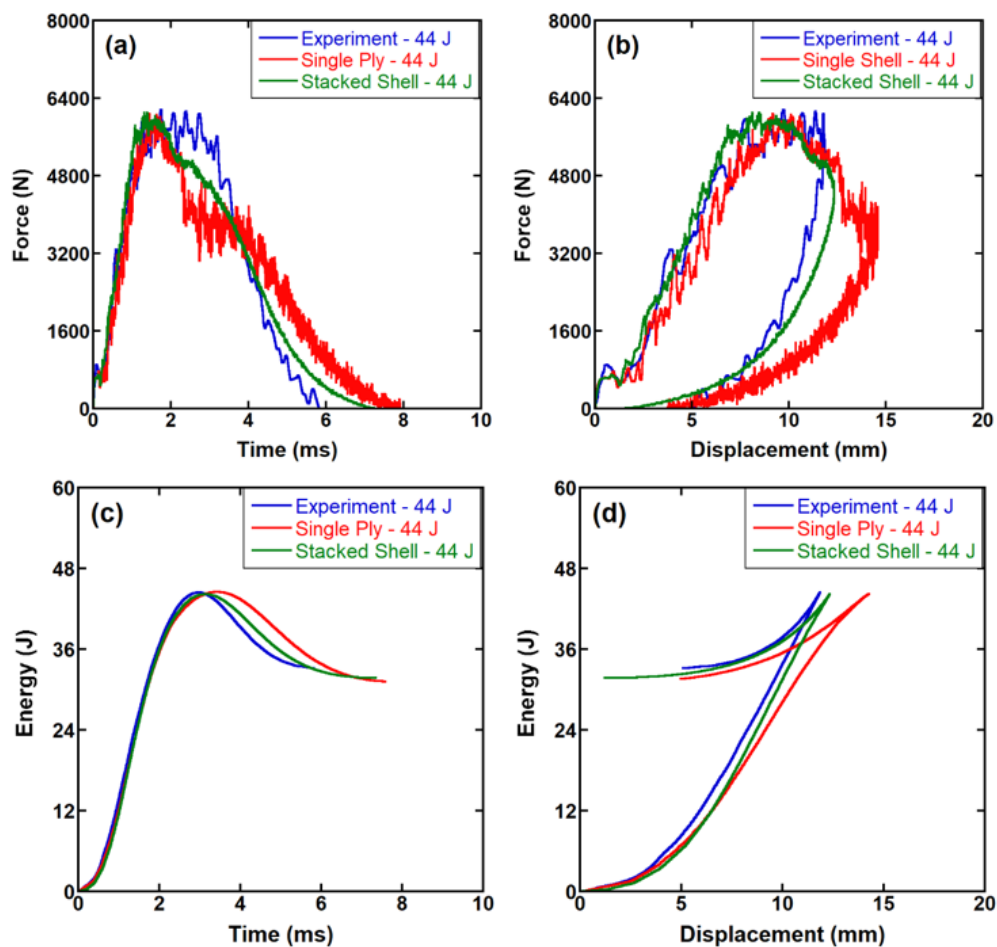 (a)
Experiment - 44 J
Single Ply - 44 J
Stacked Shell - 44 J
8000
6400
4800
3200
1600
0
Force (N)
0 2 4 6 8 10
Time (ms)
(b)
Experiment - 44 J
Single Shell - 44 J
Stacked Shell - 44 J
8000
6400
4800
3200
1600
0
Force (N)
0 5 10 15 20
Displacement (mm)
(c)
Experiment - 44 J
Single Ply - 44 J
Stacked Shell - 44 J
60
48
36
24
12
0
Energy (J)
0 2 4 6 8 10
Time (ms)
(d)
Experiment - 44 J
Single Ply - 44 J
Stacked Shell - 44 J
60
48
36
24
12
0
Energy (J)
0 5 10 15 20
Displacement (mm)